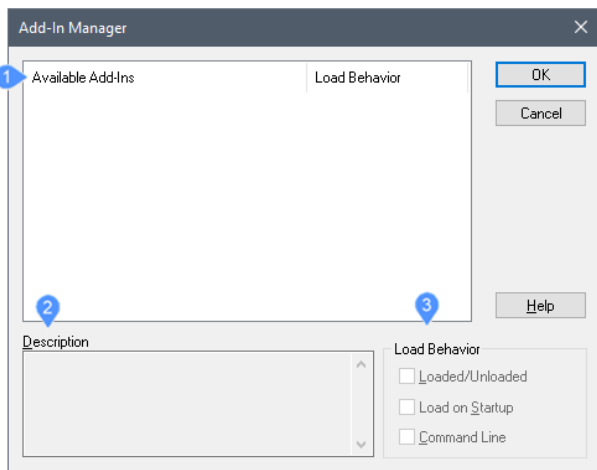 Add-In Manager
1
Available Add-Ins
Load Behavior
OK
Cancel
2
3
Help
Description
Load Behavior
Loaded/Unloaded
Load on Startup
Command Line